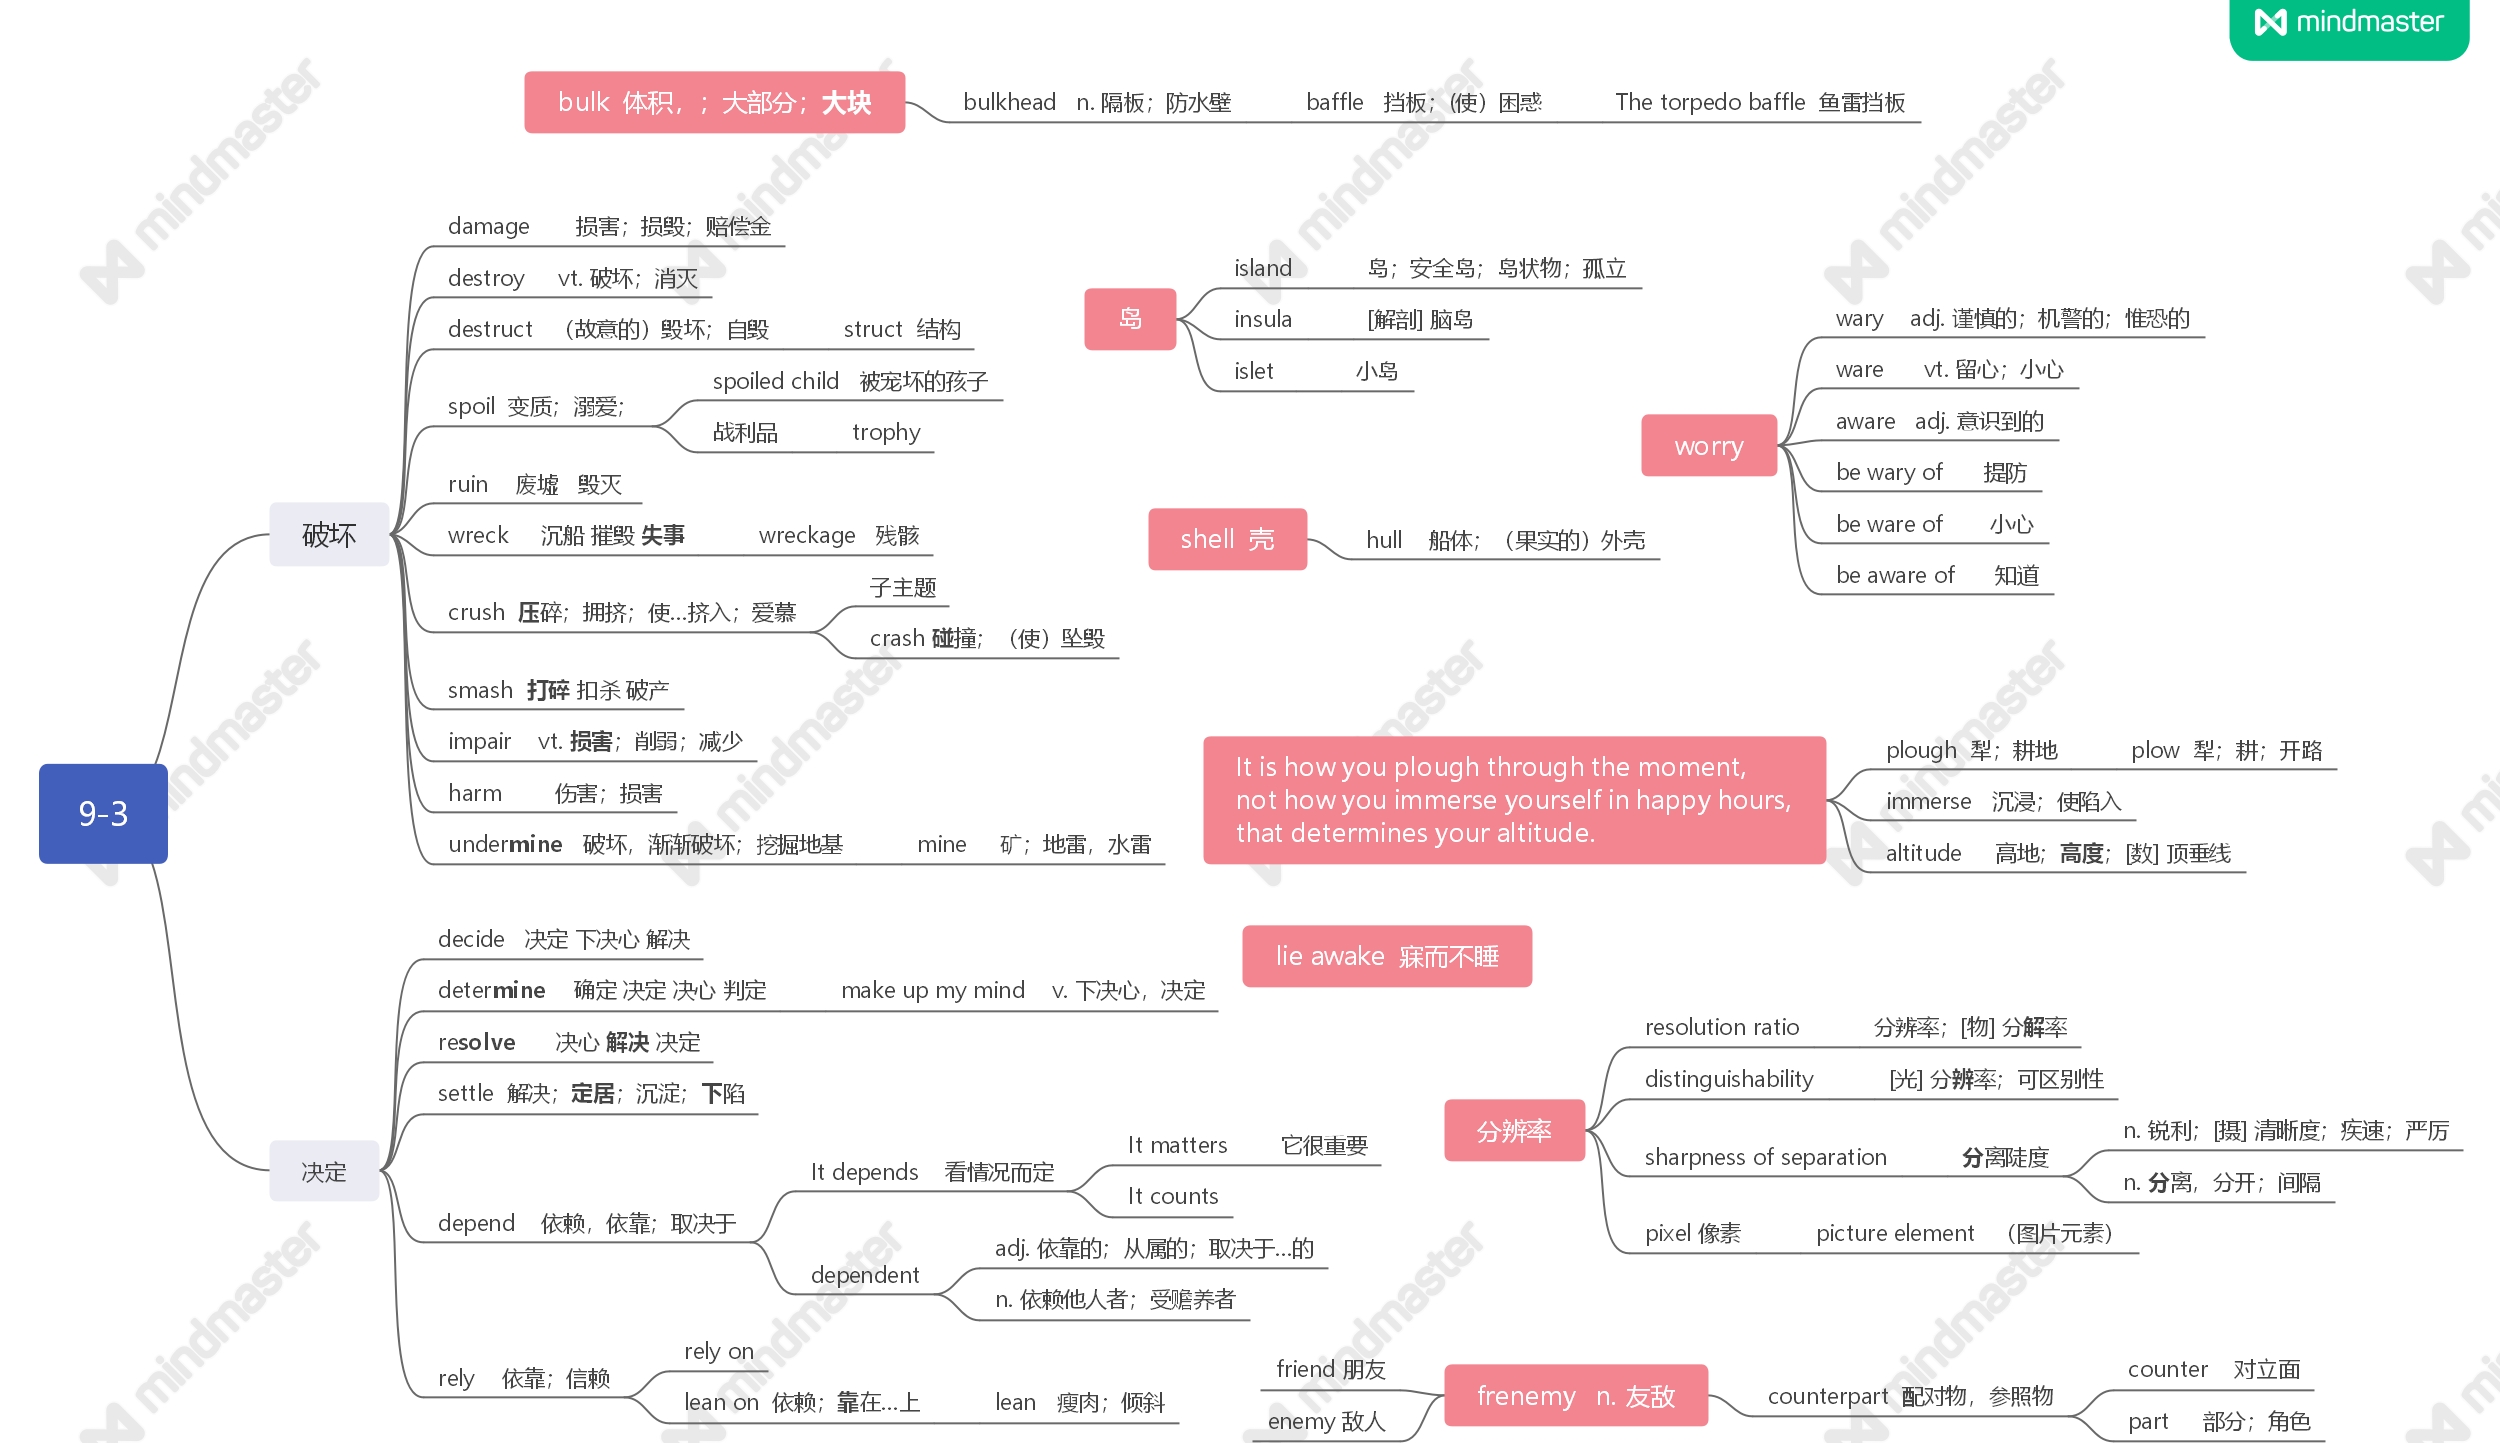 mindmaster
bulk 体积，；大部分；大块
bulkhead n. 隔板；防水壁
baffle 挡板；(使）困惑
The torpedo baffle 鱼雷挡板
9-3
破坏
damage 损害；损毁；赔偿金
destroy vt. 破坏；消灭
destruct （故意的）毁坏；自毁
struct 结构
spoil 变质；溺爱；
spoiled child 被宠坏的孩子
战利品
trophy
ruin 废墟 毁灭
wreck 沉船 摧毁 失事
wreckage 残骸
crush 压碎；拥挤；使...挤入；爱慕
子主题
crash 碰撞；（使）坠毁
smash 打碎 扣杀 破产
impair vt. 损害；削弱；减少
harm 伤害；损害
undermine 破坏，渐渐破坏；挖掘地基
mine 矿；地雷，水雷
决定
decide 决定 下决心 解决
determine 确定 决定 决心 判定
make up my mind v. 下决心，决定
resolve 决心 解决 决定
settle 解决；定居；沉淀；下陷
depend 依赖，依靠；取决于
It depends 看情况而定
It matters 它很重要
It counts
dependent
adj. 依靠的；从属的；取决于...的
n. 依赖他人者；受赡养者
rely 依靠；信赖
rely on
lean on 依赖；靠在...上
lean 瘦肉；倾斜
岛
island 岛；安全岛；岛状物；孤立
insula [解剖] 脑岛
islet 小岛
worry
wary adj. 谨慎的；机警的；惟恐的
ware vt. 留心；小心
aware adj. 意识到的
be wary of 提防
be ware of 小心
be aware of 知道
shell 壳
hull 船体；（果实的）外壳
It is how you plough through the moment,
not how you immerse yourself in happy hours,
that determines your altitude.
plough 犁；耕地
plow 犁；耕；开路
immerse 沉浸；使陷入
altitude 高地；高度；[数] 顶垂线
lie awake 寐而不睡
分辨率
resolution ratio 分辨率；[物] 分解率
distinguishability [光] 分辨率；可区别性
sharpness of separation 分离陡度
n. 锐利；[摄] 清晰度；疾速；严厉
n. 分离，分开；间隔
pixel 像素
picture element （图片元素）
friend 朋友
enemy 敌人
frenemy n. 友敌
counterpart 配对物，参照物
counter 对立面
part 部分；角色